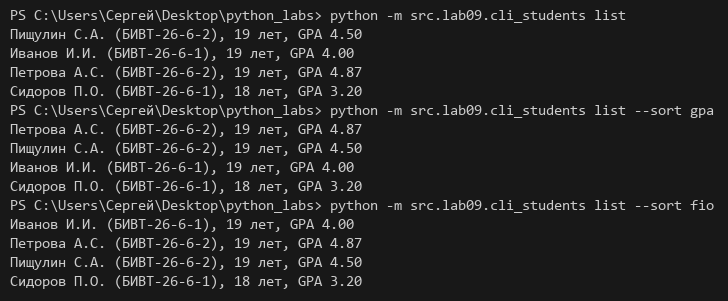 PS C:\Users\Сергей\Desktop\python_labs> python -m src.lab09.cli_students list
Пищулин С.А. (БИВТ-26-6-2), 19 лет, GPA 4.50
Иванов И.И. (БИВТ-26-6-1), 19 лет, GPA 4.00
Петрова А.С. (БИВТ-26-6-2), 19 лет, GPA 4.87
Сидоров П.О. (БИВТ-26-6-1), 18 лет, GPA 3.20
PS C:\Users\Сергей\Desktop\python_labs> python -m src.lab09.cli_students list --sort gpa
Петрова А.С. (БИВТ-26-6-2), 19 лет, GPA 4.87
Пищулин С.А. (БИВТ-26-6-2), 19 лет, GPA 4.50
Иванов И.И. (БИВТ-26-6-1), 19 лет, GPA 4.00
Сидоров П.О. (БИВТ-26-6-1), 18 лет, GPA 3.20
PS C:\Users\Сергей\Desktop\python_labs> python -m src.lab09.cli_students list --sort fio
Иванов И.И. (БИВТ-26-6-1), 19 лет, GPA 4.00
Петрова А.С. (БИВТ-26-6-2), 19 лет, GPA 4.87
Пищулин С.А. (БИВТ-26-6-2), 19 лет, GPA 4.50
Сидоров П.О. (БИВТ-26-6-1), 18 лет, GPA 3.20